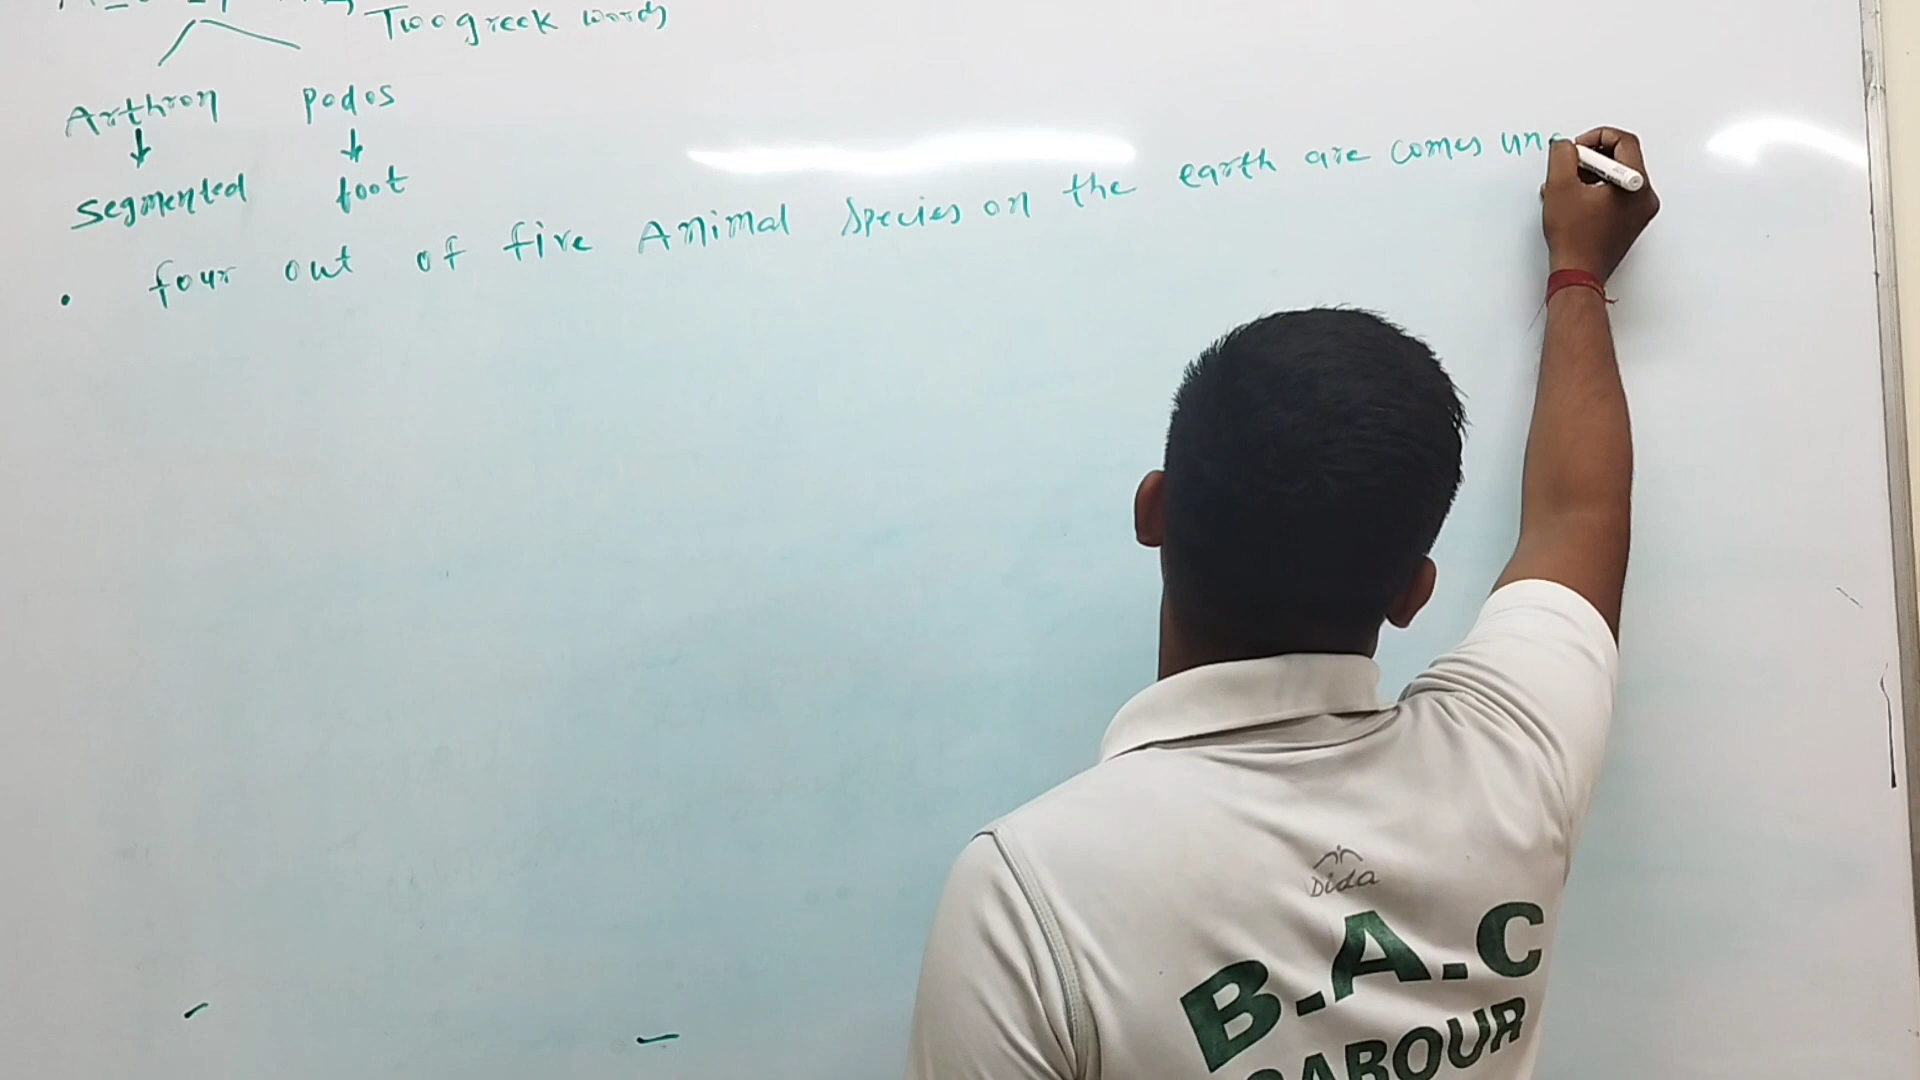 Two greek words
Arthron podos
segmented foot
• four out of five Animal species on the earth are comes un
Dida
B.A.C